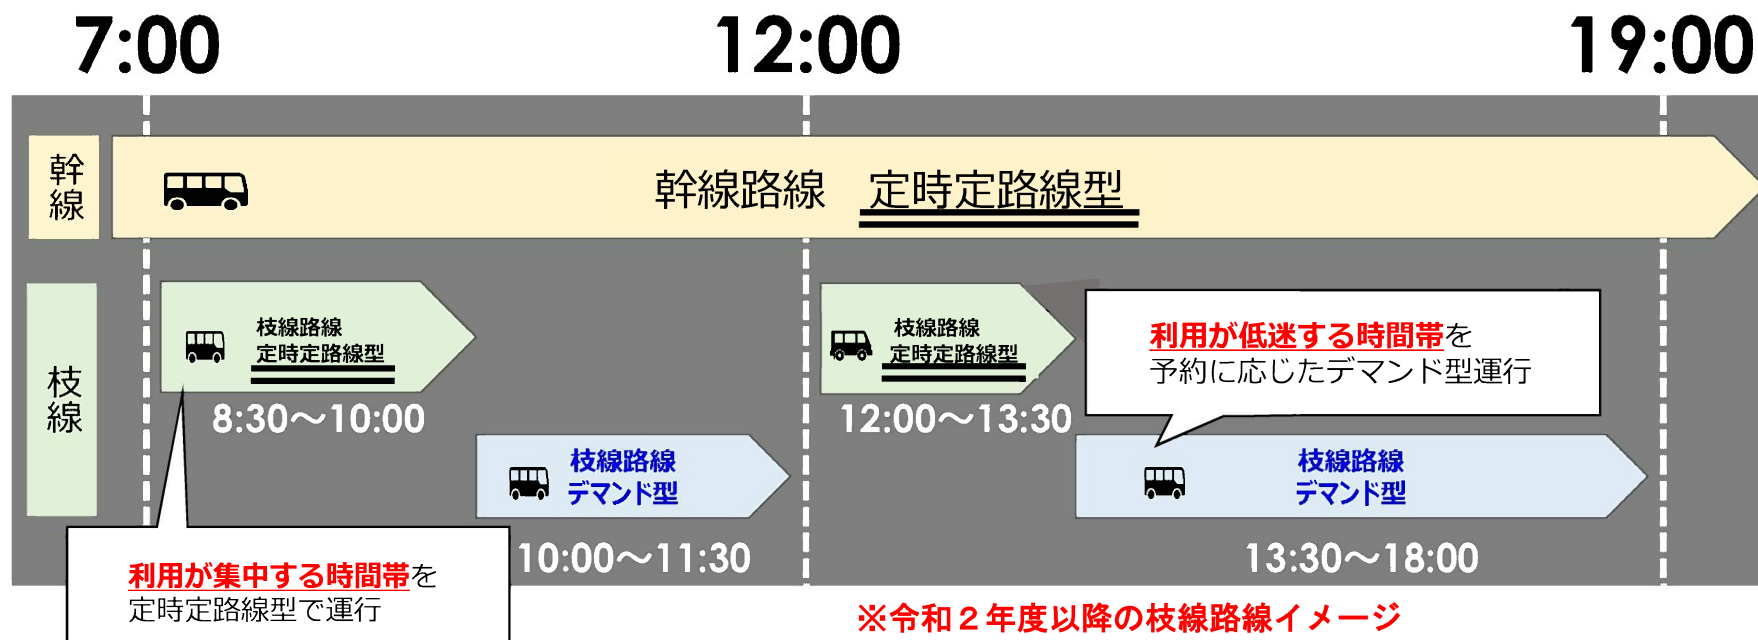 7:00 12:00 19:00
幹線
幹線路線 定時定路線型
枝線
枝線路線
定時定路線型
8:30～10:00
枝線路線
定時定路線型
12:00～13:30
利用が低迷する時間帯を
予約に応じたデマンド型運行
枝線路線
デマンド型
10:00～11:30
枝線路線
デマンド型
13:30～18:00
利用が集中する時間帯を
定時定路線型で運行
※令和２年度以降の枝線路線イメージ